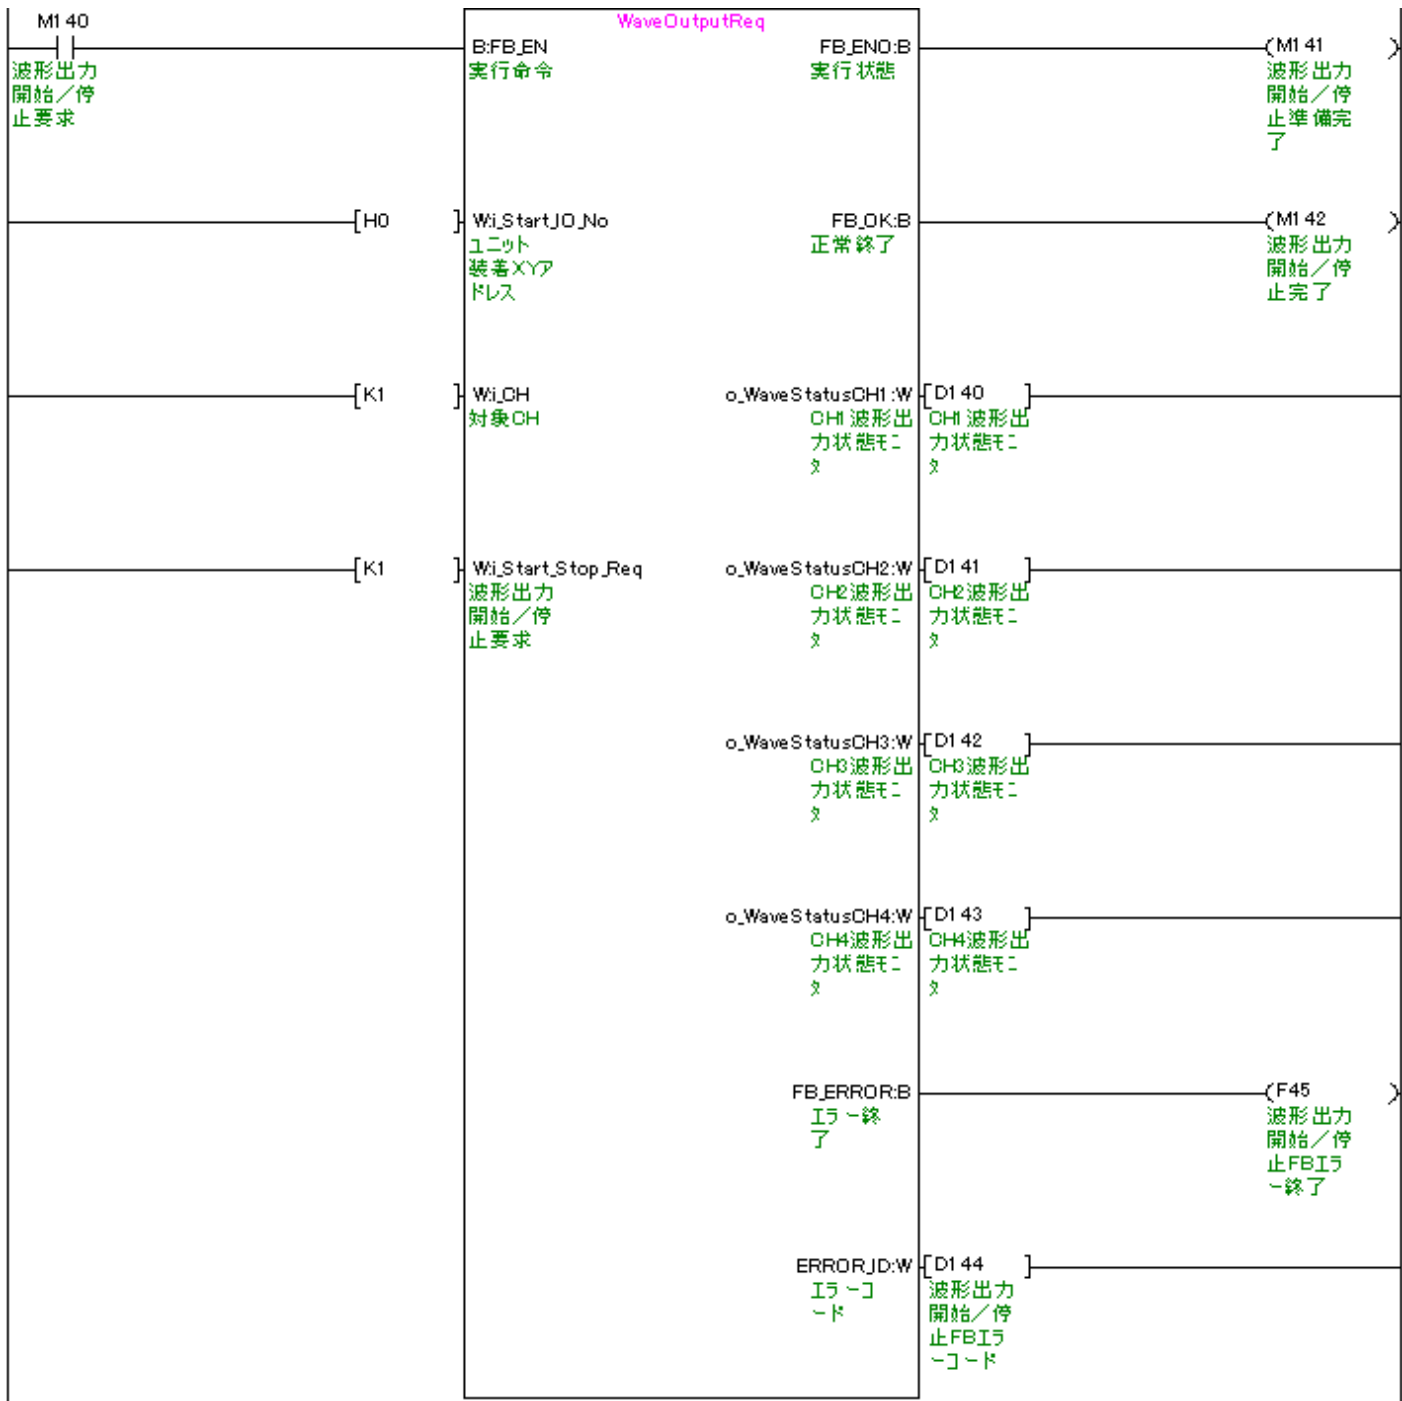 WaveOutputReq
M140
波形出力
開始／停
止要求
B:FB_EN
実行命令
FB_ENO:B
実行状態
M141
波形出力
開始／停
止準備完
了
H0
W:i_Start_IO_No
ユニット
装着XYア
ドレス
FB_OK:B
正常終了
M142
波形出力
開始／停
止完了
K1
W:i_CH
対象CH
o_WaveStatusCH1:W
CH1波形出
力状態モニ
タ
D140
CH1波形出
力状態モニ
タ
K1
W:i_Start_Stop_Req
波形出力
開始／停
止要求
o_WaveStatusCH2:W
CH2波形出
力状態モニ
タ
D141
CH2波形出
力状態モニ
タ
o_WaveStatusCH3:W
CH3波形出
力状態モニ
タ
D142
CH3波形出
力状態モニ
タ
o_WaveStatusCH4:W
CH4波形出
力状態モニ
タ
D143
CH4波形出
力状態モニ
タ
FB_ERROR:B
エラー終
了
F45
波形出力
開始／停
止FBエラ
ー終了
ERROR_ID:W
エラーコ
ード
D144
波形出力
開始／停
止FBエラ
ーコード